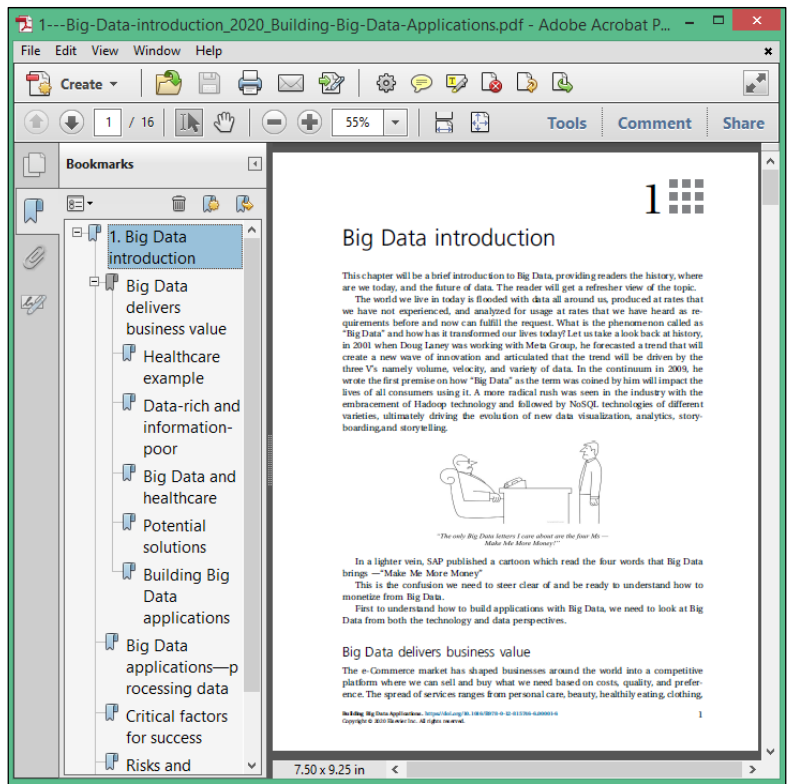 1---Big-Data-introduction_2020_Building-Big-Data-Applications.pdf - Adobe Acrobat P...
File Edit View Window Help
Create
1 / 16 55% Tools Comment Share
Bookmarks
1. Big Data
introduction
Big Data
delivers
business value
Healthcare
example
Data-rich and
information-
poor
Big Data and
healthcare
Potential
solutions
Building Big
Data
applications
Big Data
applications—p
rocessing data
Critical factors
for success
Risks and
1
Big Data introduction
This chapter will be a brief introduction to Big Data, providing readers the history, where
are we today, and the future of data. The reader will get a refresher view of the topic.
The world we live in today is flooded with data all around us, produced at rates that
we have not experienced, and analyzed for usage at rates that we have heard as re-
quirements before and now can fulfill the request. What is the phenomenon called as
“Big Data” and how has it transformed our lives today? Let us take a look back at history,
in 2001 when Doug Laney was working with Meta Group, he forecasted a trend that will
create a new wave of innovation and articulated that the trend will be driven by the
three V's namely volume, velocity, and variety of data. In the continuum in 2009, he
wrote the first premise on how “Big Data” as the term was coined by him will impact the
lives of all consumers using it. A more radical rush was seen in the industry with the
embracement of Hadoop technology and followed by NoSQL technologies of different
varieties, ultimately driving the evolution of new data visualization, analytics, story-
boarding,and storytelling.
“The only Big Data letters I care about are the four Ms —
Make Me More Money!”
In a lighter vein, SAP published a cartoon which read the four words that Big Data
brings —“Make Me More Money”
This is the confusion we need to steer clear of and be ready to understand how to
monetize from Big Data.
First to understand how to build applications with Big Data, we need to look at Big
Data from both the technology and data perspectives.
Big Data delivers business value
The e-Commerce market has shaped businesses around the world into a competitive
platform where we can sell and buy what we need based on costs, quality, and prefer-
ence. The spread of services ranges from personal care, beauty, healthily eating, clothing,
Building Big Data Applications.
Copyright © 2020 Elsevier Inc. All rights reserved.
1
7.50 x 9.25 in